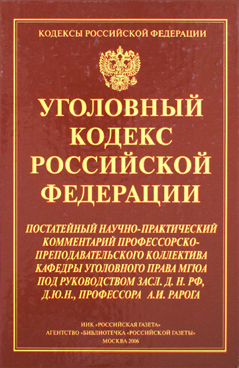 КОДЕКСЫ РОССИЙСКОЙ ФЕДЕРАЦИИ
УГОЛОВНЫЙ
КОДЕКС
РОССИЙСКОЙ
ФЕДЕРАЦИИ
ПОСТАТЕЙНЫЙ НАУЧНО-ПРАКТИЧЕСКИЙ
КОММЕНТАРИЙ ПРОФЕССОРСКО-
ПРЕПОДАВАТЕЛЬСКОГО КОЛЛЕКТИВА
КАФЕДРЫ УГОЛОВНОГО ПРАВА МГЮА
ПОД РУКОВОДСТВОМ ЗАСЛ. Д. Н. РФ,
Д.Ю.Н., ПРОФЕССОРА А.И. РАРОГА
ИИК «РОССИЙСКАЯ ГАЗЕТА»
АГЕНТСТВО «БИБЛИОТЕЧКА «РОССИЙСКОЙ ГАЗЕТЫ»
МОСКВА 2006